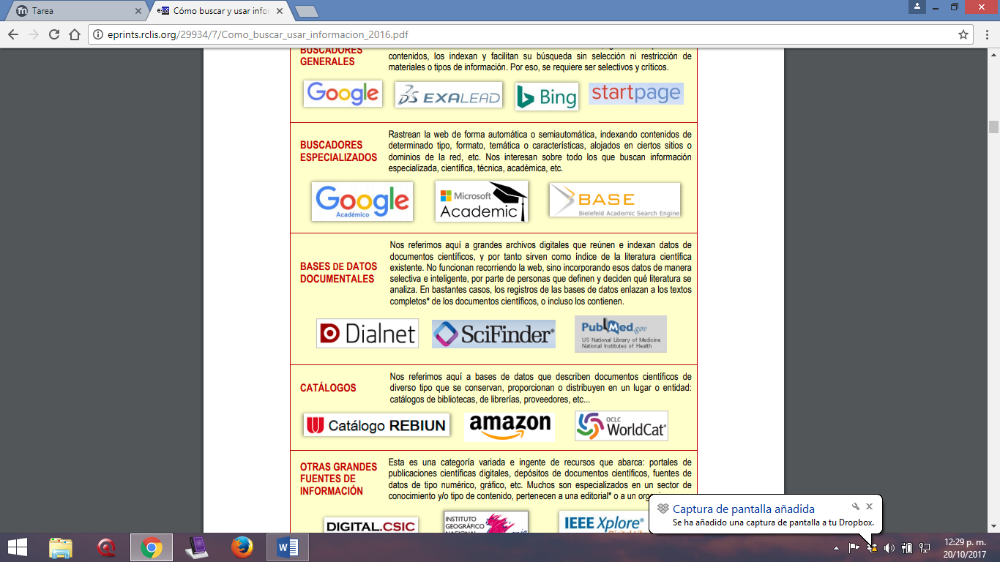 Tarea
e-LIS Cómo buscar y usar info
eprints.rclis.org/29934/7/Como_buscar_usar_informacion_2016.pdf
BUSCADORES
GENERALES
contenidos, los indexan y facilitan su búsqueda sin selección ni restricción de
materiales o tipos de información. Por eso, se requiere ser selectivos y críticos.
Google
EXALEAD
Bing
startpage
BUSCADORES
ESPECIALIZADOS
Rastrean la web de forma automática o semiautomática, indexando contenidos de
determinado tipo, formato, temática o características, alojados en ciertos sitios o
dominios de la red, etc. Nos interesan sobre todo los que buscan información
especializada, científica, técnica, académica, etc.
Google
Académico
Microsoft
Academic
BASE
Bielefeld Academic Search Engine
BASES DE DATOS
DOCUMENTALES
Nos referimos aquí a grandes archivos digitales que reúnen e indexan datos de
documentos científicos, y por tanto sirven como índice de la literatura científica
existente. No funcionan recorriendo la web, sino incorporando esos datos de manera
selectiva e inteligente, por parte de personas que definen y deciden qué literatura se
analiza. En bastantes casos, los registros de las bases de datos enlazan a los textos
completos* de los documentos científicos, o incluso los contienen.
Dialnet
SciFinder®
PubMed.gov
US National Library of Medicine
National Institutes of Health
CATÁLOGOS
Nos referimos aquí a bases de datos que describen documentos científicos de
diverso tipo que se conservan, proporcionan o distribuyen en un lugar o entidad:
catálogos de bibliotecas, de librerías, proveedores, etc...
Catálogo REBIUN
amazon
OCLC
WorldCat®
OTRAS GRANDES
FUENTES DE
INFORMACIÓN
Esta es una categoría variada e ingente de recursos que abarca: portales de
publicaciones científicas digitales, depósitos de documentos científicos, fuentes de
datos de tipo numérico, gráfico, etc. Muchos son especializados en un sector de
conocimiento y/o tipo de contenido, pertenecen a una editorial* o a un
DIGITAL.CSIC
INSTITUTO
GEOGRÁFICO
NACIONAL
IEEE Xplore®
Captura de pantalla añadida
Se ha añadido una captura de pantalla a tu Dropbox.
12:29 p. m.
20/10/2017